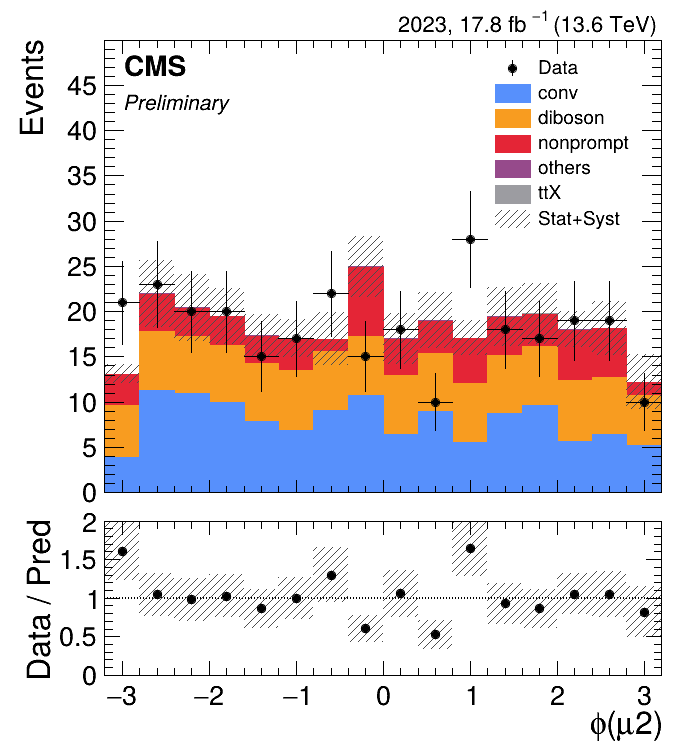 2023, 17.8 fb⁻¹ (13.6 TeV)
Events
CMS
Preliminary
Data
conv
diboson
nonprompt
others
ttX
Stat+Syst
45
40
35
30
25
20
15
10
5
0
Data / Pred
2
1.5
1
0.5
0
−3 −2 −1 0 1 2 3
ϕ(μ2)